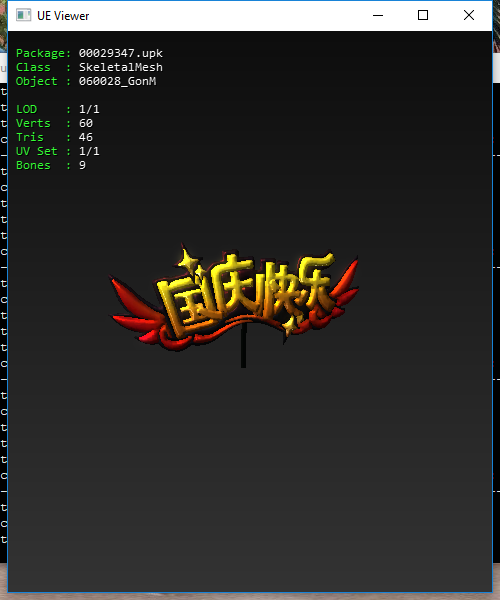 UE Viewer
Package: 00029347.upk
Class : SkeletalMesh
Object : 060028_GonM
LOD : 1/1
Verts : 60
Tris : 46
UV Set : 1/1
Bones : 9
国庆快乐